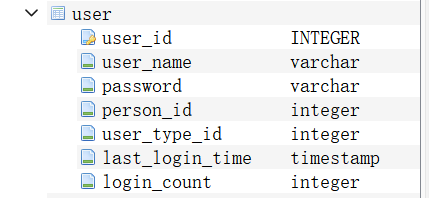 user
user_id INTEGER
user_name varchar
password varchar
person_id integer
user_type_id integer
last_login_time timestamp
login_count integer